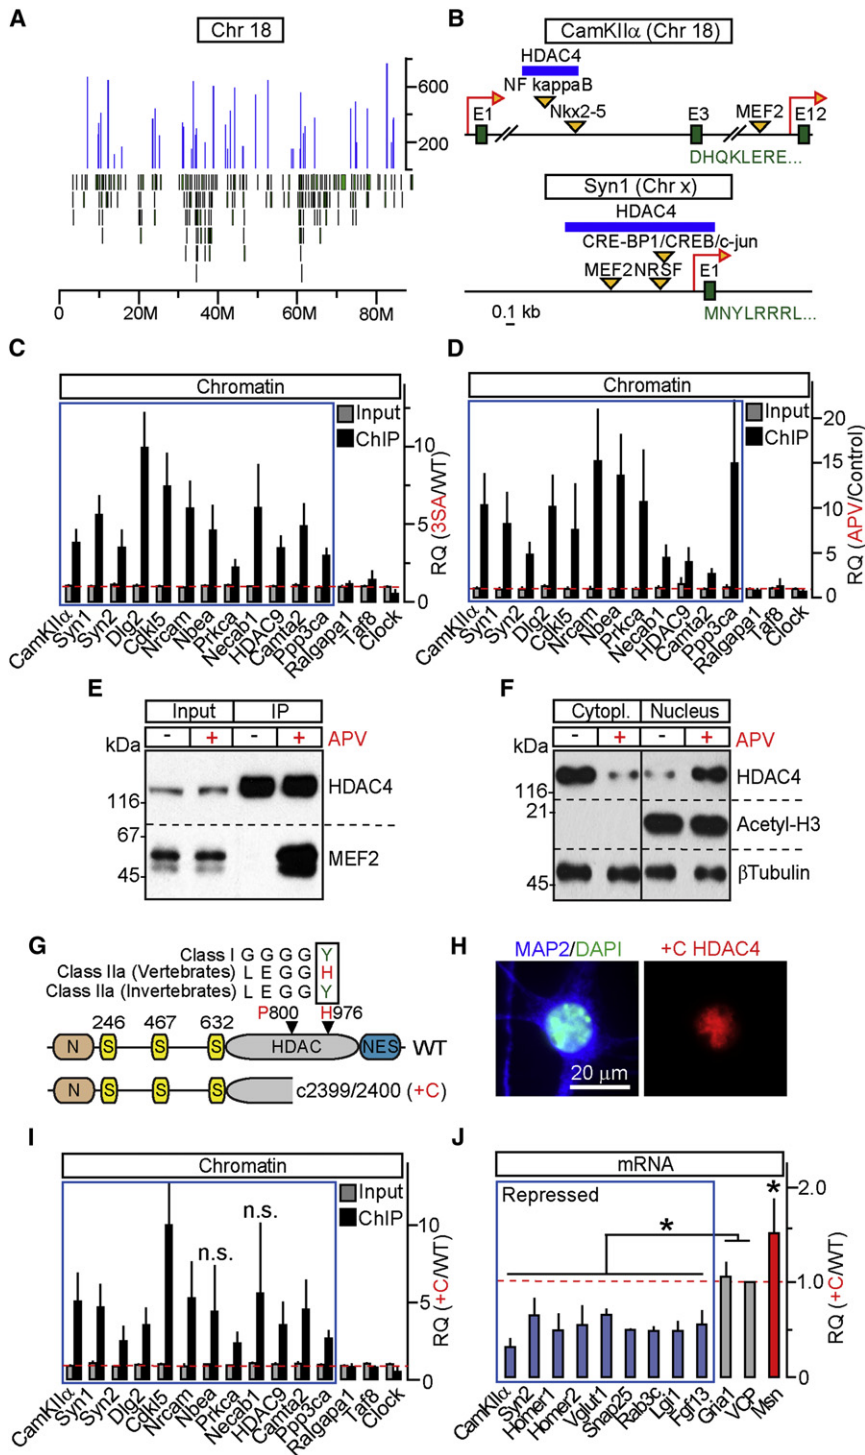 A
Chr 18
600
200
0
20M
40M
60M
80M
B
CamKIIα (Chr 18)
HDAC4
NF kappaB
Nkx2-5
MEF2
E1
E3
E12
DHQKLERE...
Syn1 (Chr x)
HDAC4
CRE-BP1/CREB/c-jun
MEF2
NRSF
E1
0.1 kb
MNYLRRRL...
C
Chromatin
Input
ChIP
10
5
0
RQ (3SA/WT)
CamKIIα
Syn1
Syn2
Dlg2
Cdkl5
Nrcam
Nbea
Prkca
Necab1
HDAC9
Camta2
Ppp3ca
Ralgapa1
Taf8
Clock
D
Chromatin
Input
ChIP
20
15
10
5
0
RQ (APV/Control)
CamKIIα
Syn1
Syn2
Dlg2
Cdkl5
Nrcam
Nbea
Prkca
Necab1
HDAC9
Camta2
Ppp3ca
Ralgapa1
Taf8
Clock
E
Input IP
kDa - + - + APV
116
67
45
HDAC4
MEF2
F
Cytopl. Nucleus
kDa - + - + APV
116
21
45
HDAC4
Acetyl-H3
βTubulin
G
Class I G G G G Y
Class IIa (Vertebrates) L E G G H
Class IIa (Invertebrates) L E G G Y
246 467 632 P800 H976
N S S S HDAC NES WT
N S S S c2399/2400 (+C)
H
MAP2/DAPI
+C HDAC4
20 μm
I
Chromatin
Input
ChIP
n.s.
n.s.
10
5
0
RQ (+C/WT)
CamKIIα
Syn1
Syn2
Dlg2
Cdkl5
Nrcam
Nbea
Prkca
Necab1
HDAC9
Camta2
Ppp3ca
Ralgapa1
Taf8
Clock
J
mRNA
Repressed
*
*
2.0
1.0
0
RQ (+C/WT)
CamKIIα
Syn2
Homer1
Homer2
Vglut1
Snap25
Rab3c
Lgi1
Fgf13
Gria1
VCP
Msn